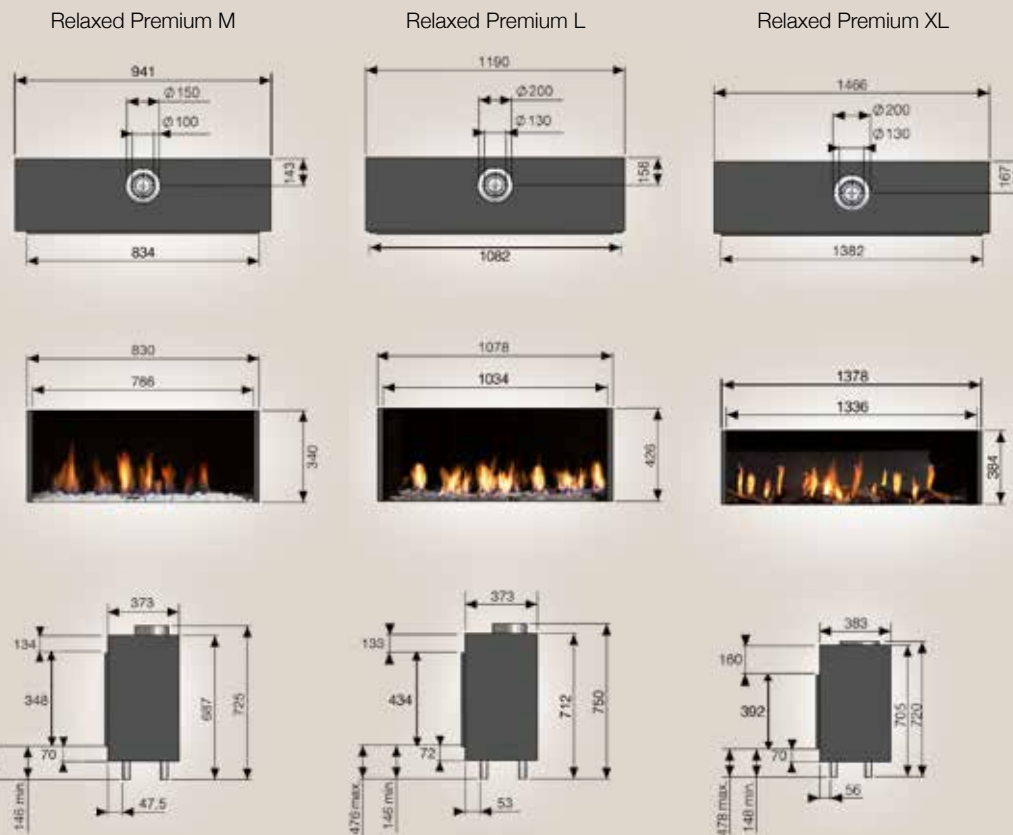 Relaxed Premium M
Relaxed Premium L
Relaxed Premium XL
941
Ø150
Ø100
143
834
1190
Ø200
Ø130
158
1082
1466
Ø200
Ø130
167
1382
830
786
340
1078
1034
426
1378
1336
384
373
134
348
70
687
725
146 min.
47,5
373
133
434
72
712
750
476 max.
146 min.
53
383
160
392
70
705
720
478 max.
148 min.
56